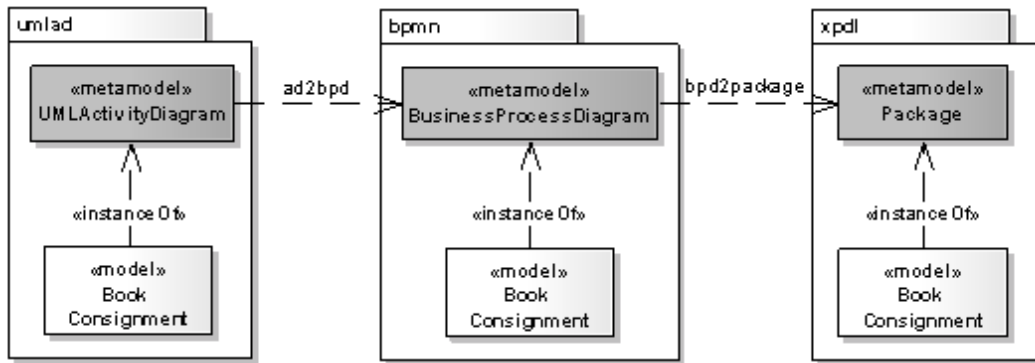 umlad
«metamodel»
UMLActivityDiagram
«instanceOf»
«model»
Book
Consignment
ad2bpd
bpmn
«metamodel»
BusinessProcessDiagram
«instanceOf»
«model»
Book
Consignment
bpd2package
xpdl
«metamodel»
Package
«instanceOf»
«model»
Book
Consignment